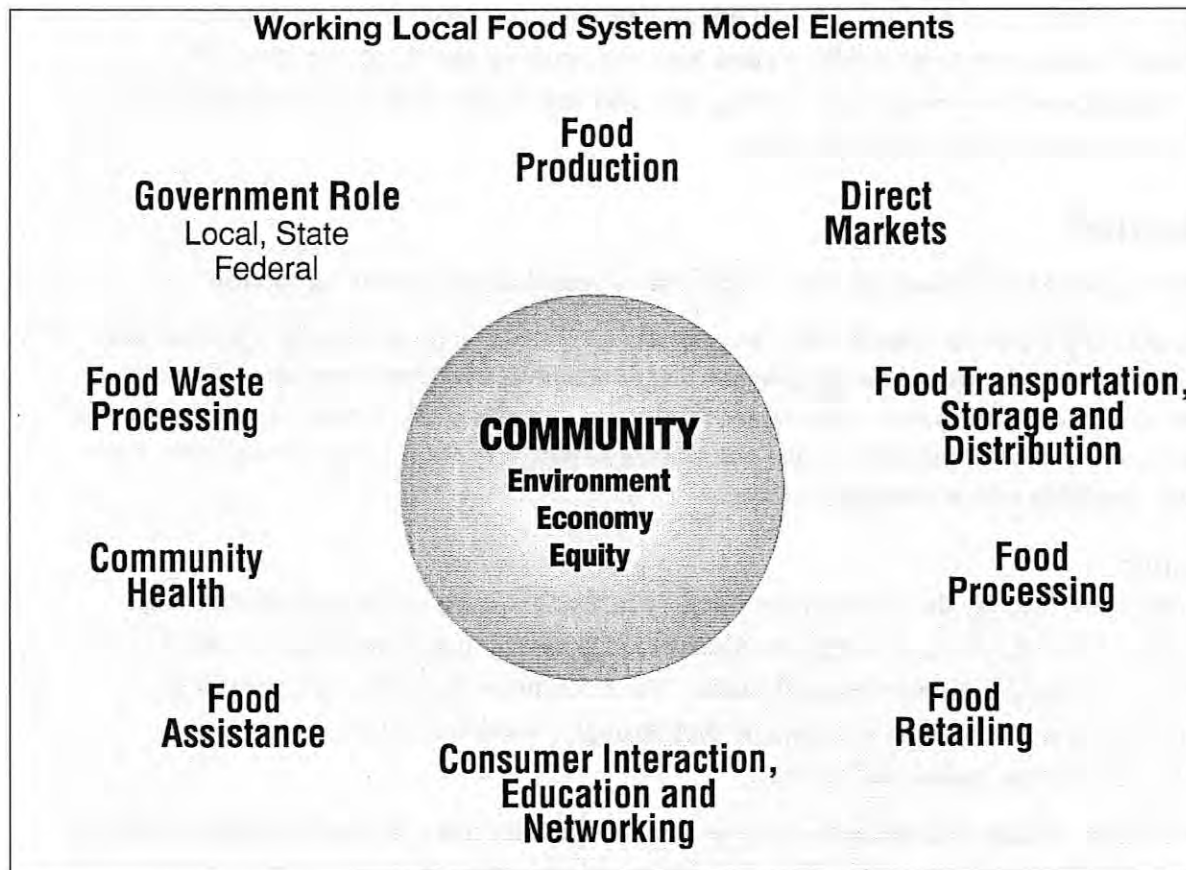 Working Local Food System Model Elements
Food
Production
Direct
Markets
Food Transportation,
Storage and
Distribution
Food
Processing
Food
Retailing
Consumer Interaction,
Education and
Networking
Food
Assistance
Community
Health
Food Waste
Processing
Government Role
Local, State
Federal
COMMUNITY
Environment
Economy
Equity